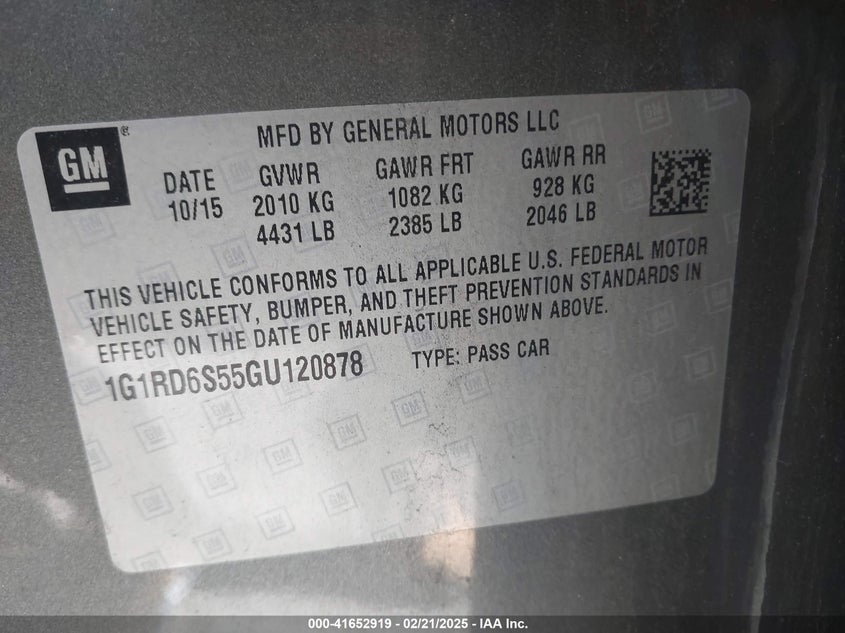 GM
®
MFD BY GENERAL MOTORS LLC
DATE GVWR GAWR FRT GAWR RR
10/15 2010 KG 1082 KG 928 KG
4431 LB 2385 LB 2046 LB
THIS VEHICLE CONFORMS TO ALL APPLICABLE U.S. FEDERAL MOTOR
VEHICLE SAFETY, BUMPER, AND THEFT PREVENTION STANDARDS IN
EFFECT ON THE DATE OF MANUFACTURE SHOWN ABOVE.
1G1RD6S55GU120878 TYPE: PASS CAR
000-41652919 - 02/21/2025 - IAA Inc.